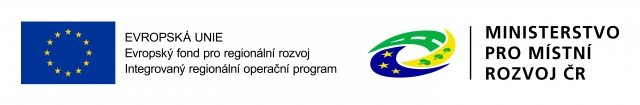 EVROPSKÁ UNIE
Evropský fond pro regionální rozvoj
Integrovaný regionální operační program
MINISTERSTVO
PRO MÍSTNÍ
ROZVOJ ČR